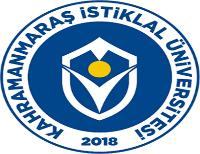 KAHRAMANMARAŞ İSTİKLAL ÜNİVERSİTESİ
2018